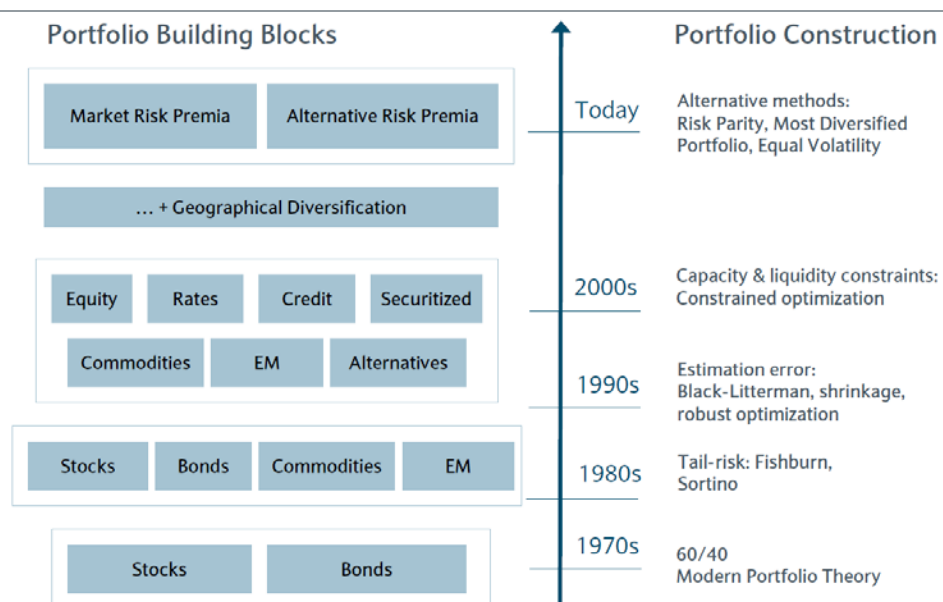 Portfolio Building Blocks
Portfolio Construction
Market Risk Premia
Alternative Risk Premia
Today
Alternative methods:
Risk Parity, Most Diversified
Portfolio, Equal Volatility
... + Geographical Diversification
Equity
Rates
Credit
Securitized
2000s
Capacity & liquidity constraints:
Constrained optimization
Commodities
EM
Alternatives
1990s
Estimation error:
Black-Litterman, shrinkage,
robust optimization
Stocks
Bonds
Commodities
EM
1980s
Tail-risk: Fishburn,
Sortino
Stocks
Bonds
1970s
60/40
Modern Portfolio Theory